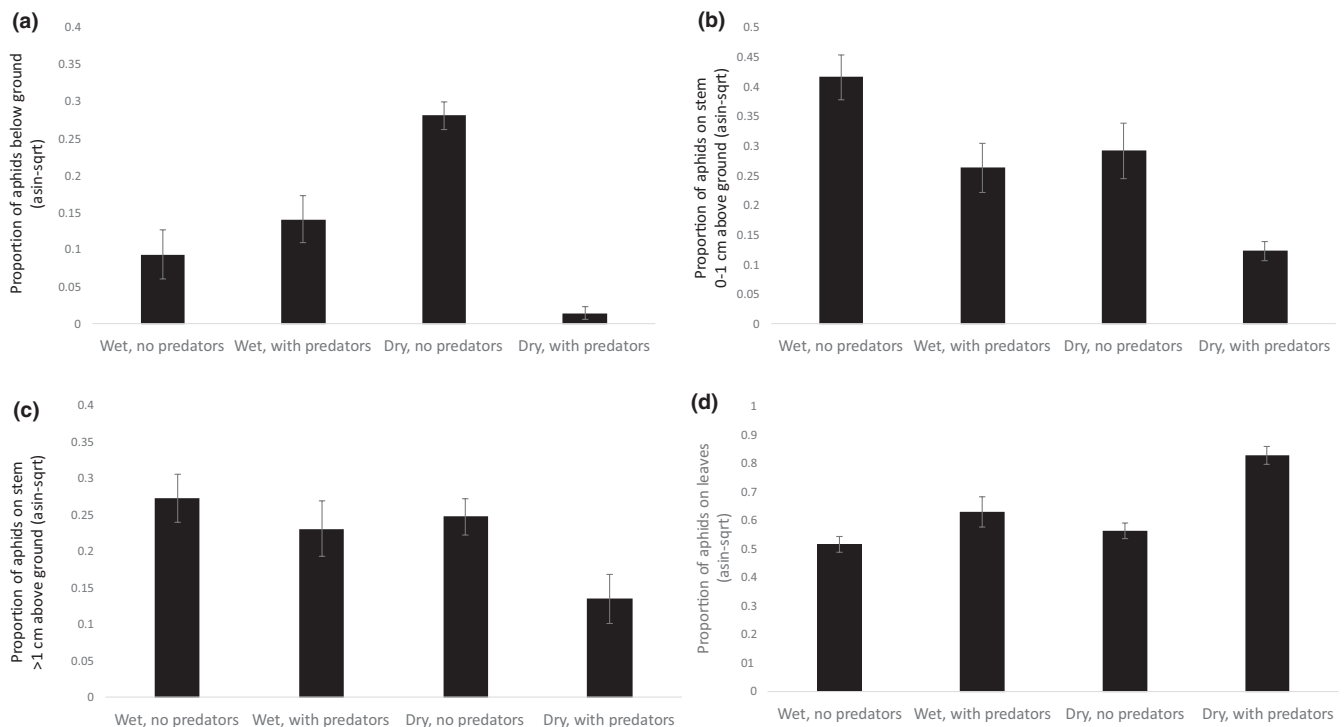 (a)
Proportion of aphids below ground
(asin-sqrt)
0.4
0.35
0.3
0.25
0.2
0.15
0.1
0.05
0
Wet, no predators Wet, with predators Dry, no predators Dry, with predators
(b)
Proportion of aphids on stem
0-1 cm above ground (asin-sqrt)
0.5
0.45
0.4
0.35
0.3
0.25
0.2
0.15
0.1
0.05
0
Wet, no predators Wet, with predators Dry, no predators Dry, with predators
(c)
Proportion of aphids on stem
>1 cm above ground (asin-sqrt)
0.4
0.35
0.3
0.25
0.2
0.15
0.1
0.05
0
Wet, no predators Wet, with predators Dry, no predators Dry, with predators
(d)
Proportion of aphids on leaves
(asin-sqrt)
1
0.9
0.8
0.7
0.6
0.5
0.4
0.3
0.2
01
0
Wet, no predators Wet, with predators Dry, no predators Dry, with predators